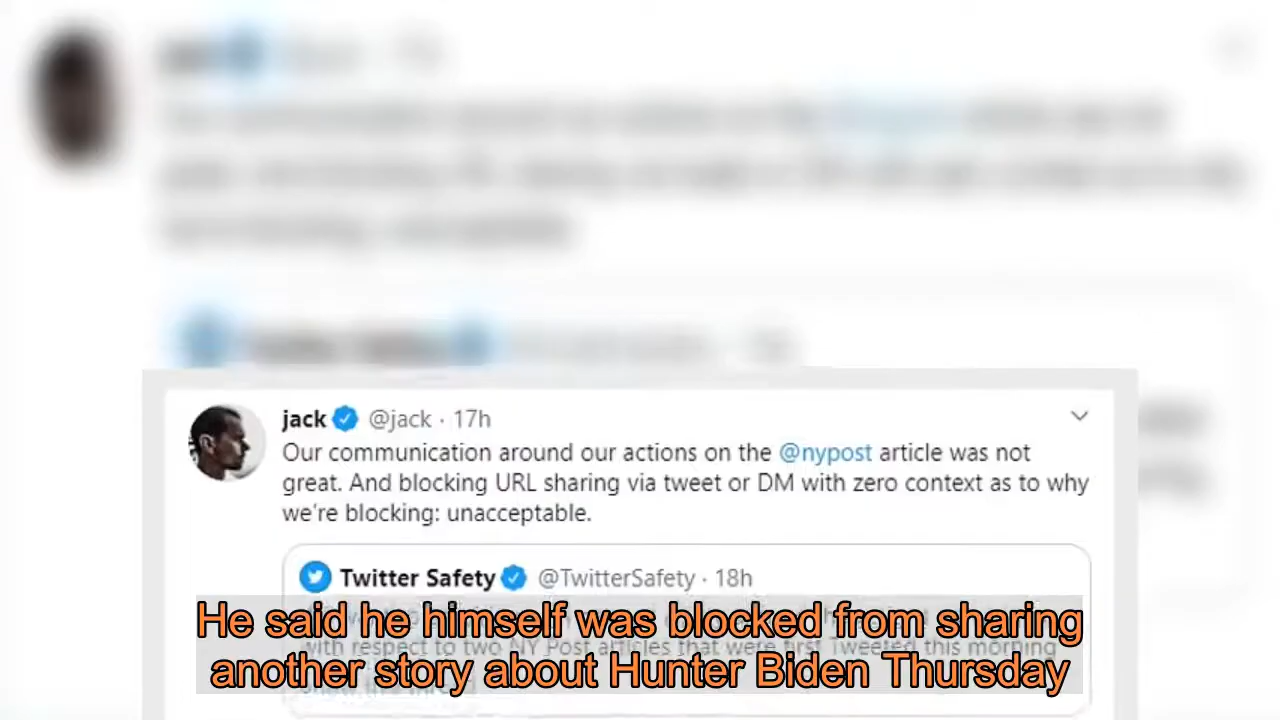 jack @jack · 17h
Our communication around our actions on the @nypost article was not
great. And blocking URL sharing via tweet or DM with zero context as to why
we're blocking: unacceptable.
Twitter Safety @TwitterSafety · 18h
with respect to two NY Post articles that were first Tweeted this morning
He said he himself was blocked from sharing
another story about Hunter Biden Thursday